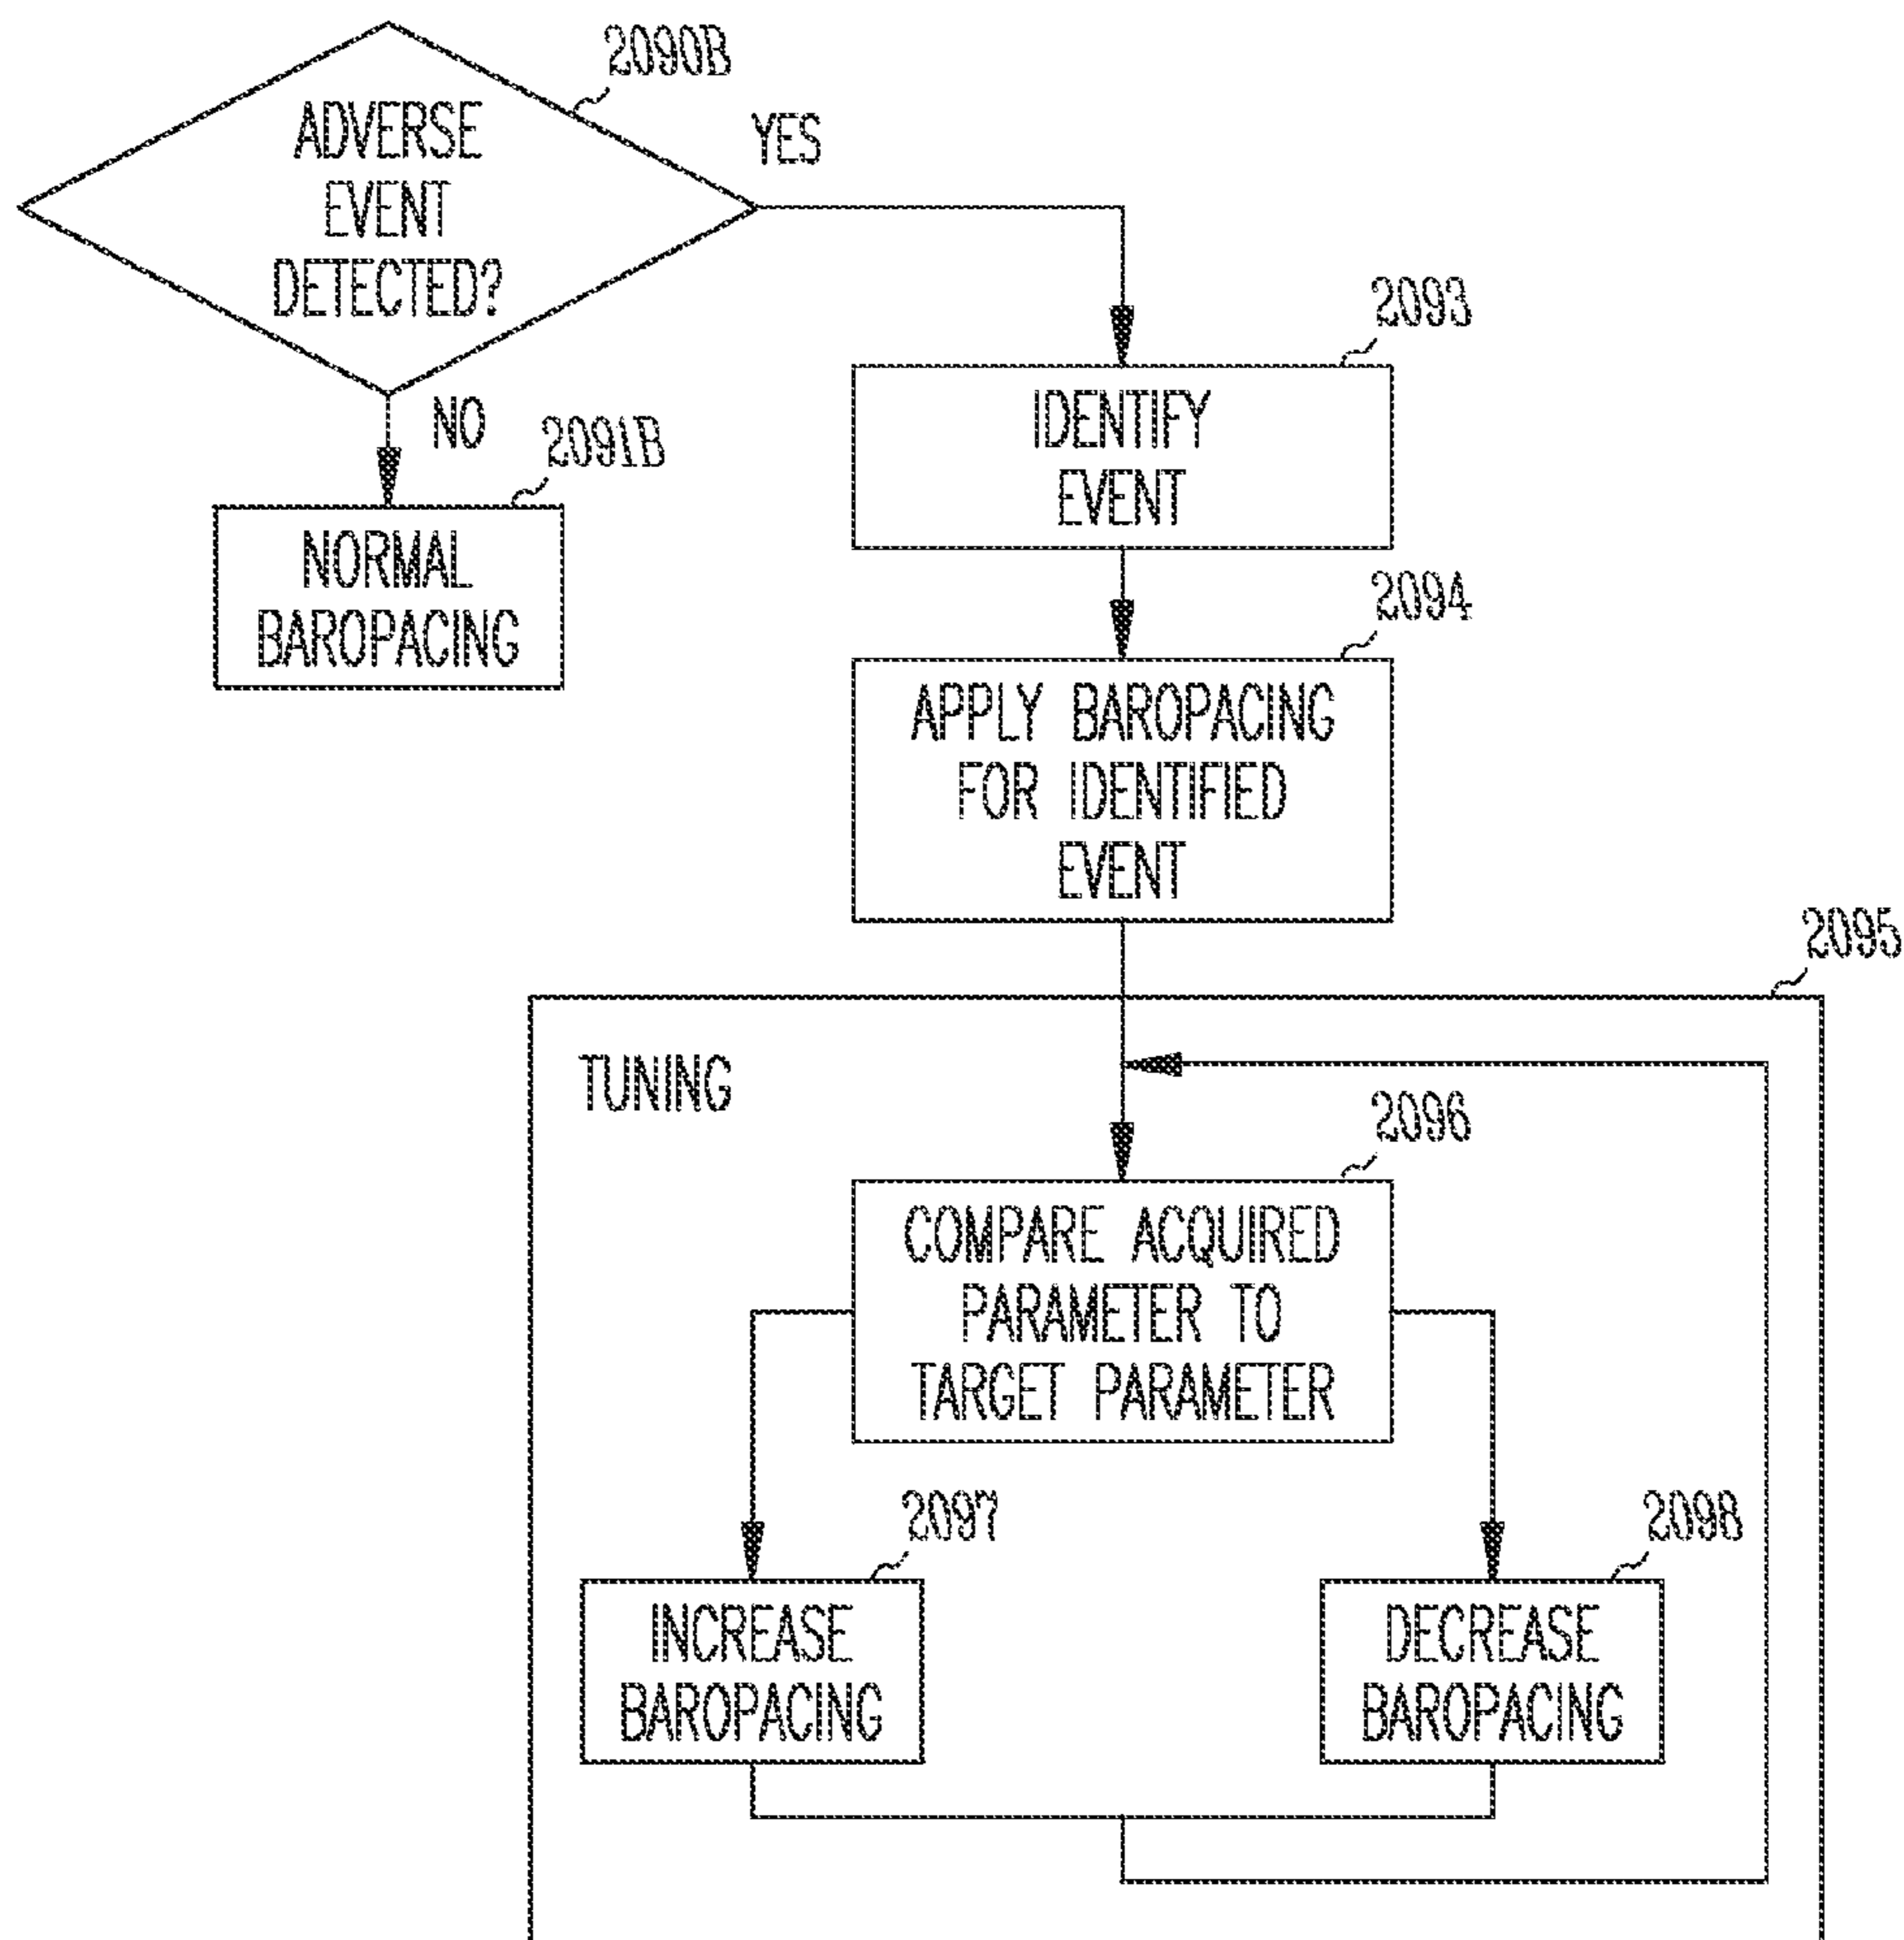 2090B
ADVERSE
EVENT
DETECTED?
YES
NO
2091B
NORMAL
BAROPACING
2093
IDENTIFY
EVENT
2094
APPLY BAROPACING
FOR IDENTIFIED
EVENT
2095
TUNING
2096
COMPARE ACQUIRED
PARAMETER TO
TARGET PARAMETER
2097
INCREASE
BAROPACING
2098
DECREASE
BAROPACING